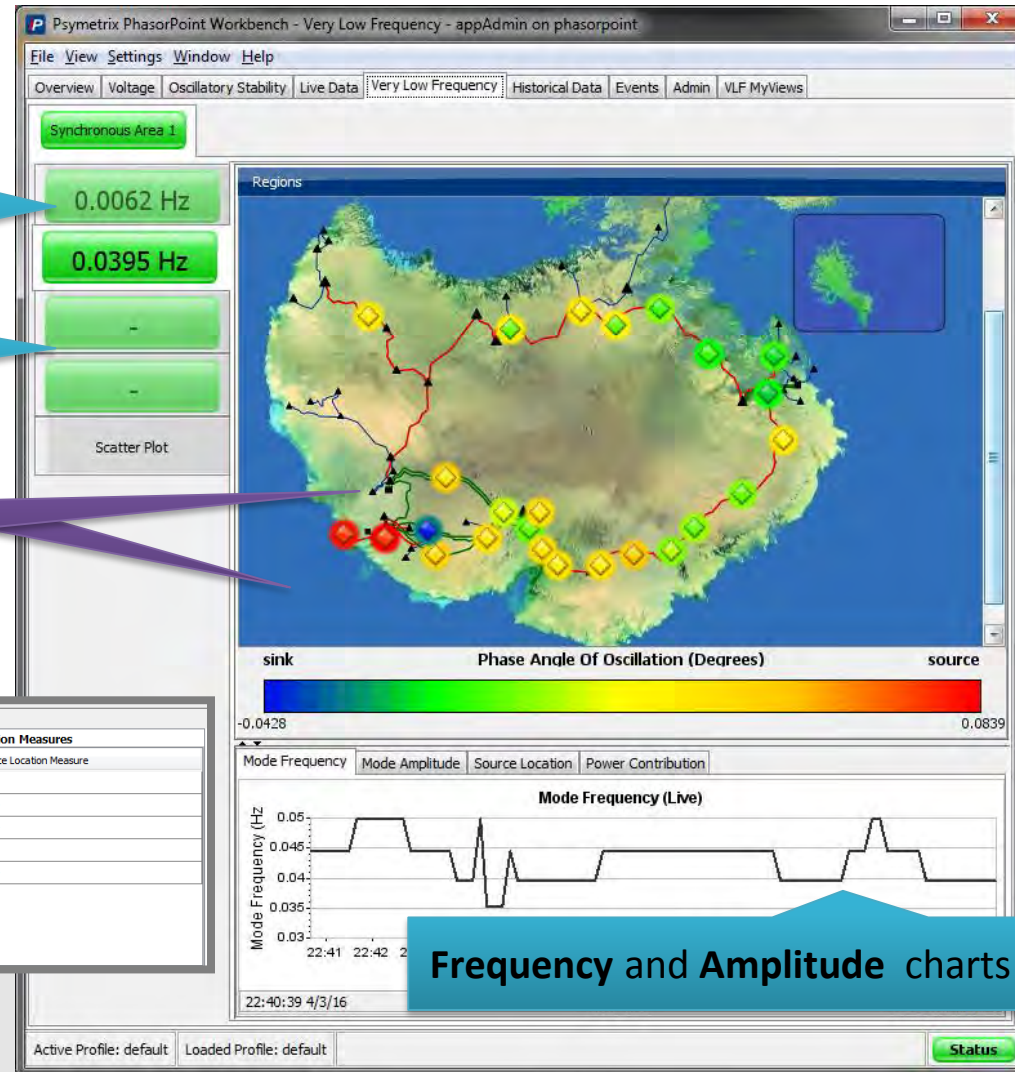 Psymetrix PhasorPoint Workbench - Very Low Frequency - appAdmin on phasorpoint
File View Settings Window Help
Overview Voltage Oscillatory Stability Live Data Very Low Frequency Historical Data Events Admin VLF MyViews
Synchronous Area 1
0.0062 Hz
0.0395 Hz
-
-
Scatter Plot
Regions
sink Phase Angle Of Oscillation (Degrees) source
-0.0428 0.0839
on Measures
ce Location Measure
Mode Frequency Mode Amplitude Source Location Power Contribution
Mode Frequency (Live)
Mode Frequency (Hz
0.05
0.045
0.04
0.035
0.03
22:41 22:42 2
Frequency and Amplitude charts
22:40:39 4/3/16
Active Profile: default Loaded Profile: default Status